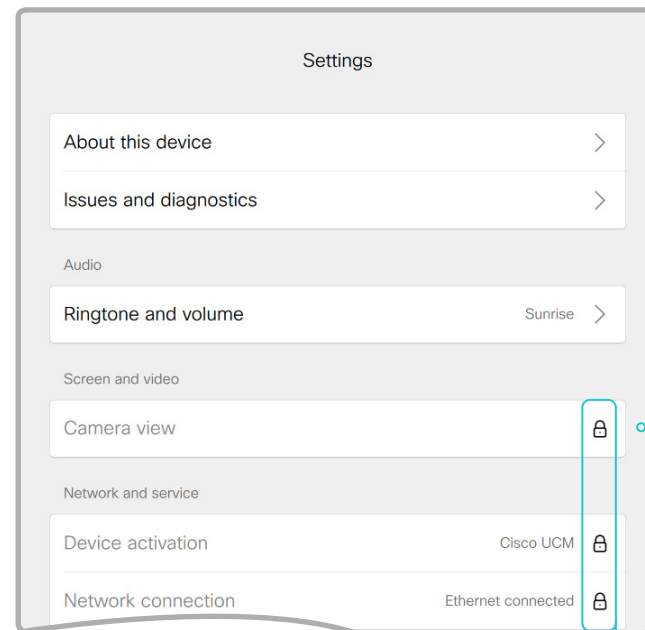 Settings
About this device
Issues and diagnostics
Audio
Ringtone and volume Sunrise
Screen and video
Camera view
Network and service
Device activation Cisco UCM
Network connection Ethernet connected